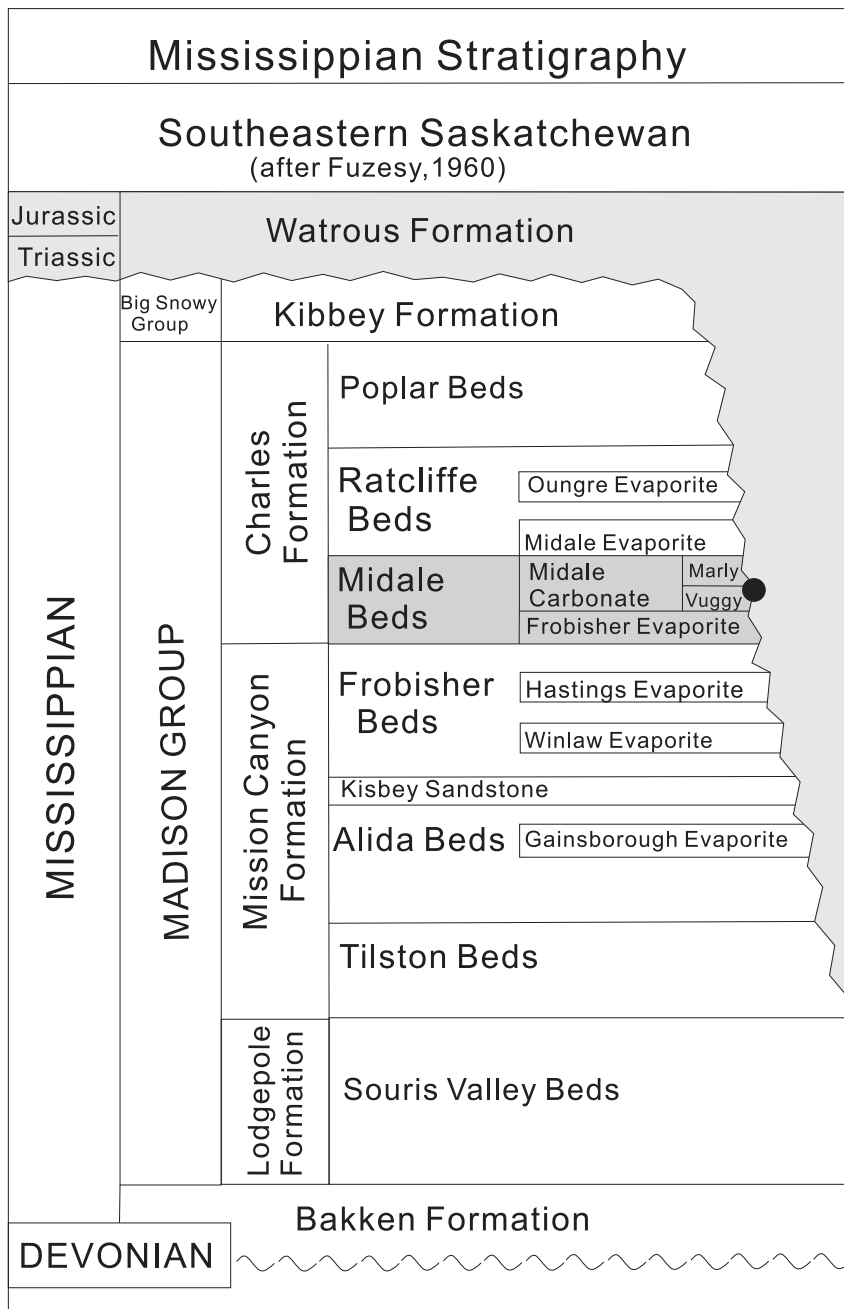 Mississippian Stratigraphy
Southeastern Saskatchewan
(after Fuzesy,1960)
Jurassic
Triassic
Watrous Formation
Big Snowy
Group
Kibbey Formation
MISSISSIPPIAN
MADISON GROUP
Charles
Formation
Poplar Beds
Ratcliffe
Beds
Oungre Evaporite
Midale Evaporite
Midale
Beds
Midale
Carbonate
Marly
Vuggy
Frobisher Evaporite
Mission Canyon
Formation
Frobisher
Beds
Hastings Evaporite
Winlaw Evaporite
Kisbey Sandstone
Alida Beds
Gainsborough Evaporite
Tilston Beds
Lodgepole
Formation
Souris Valley Beds
Bakken Formation
DEVONIAN